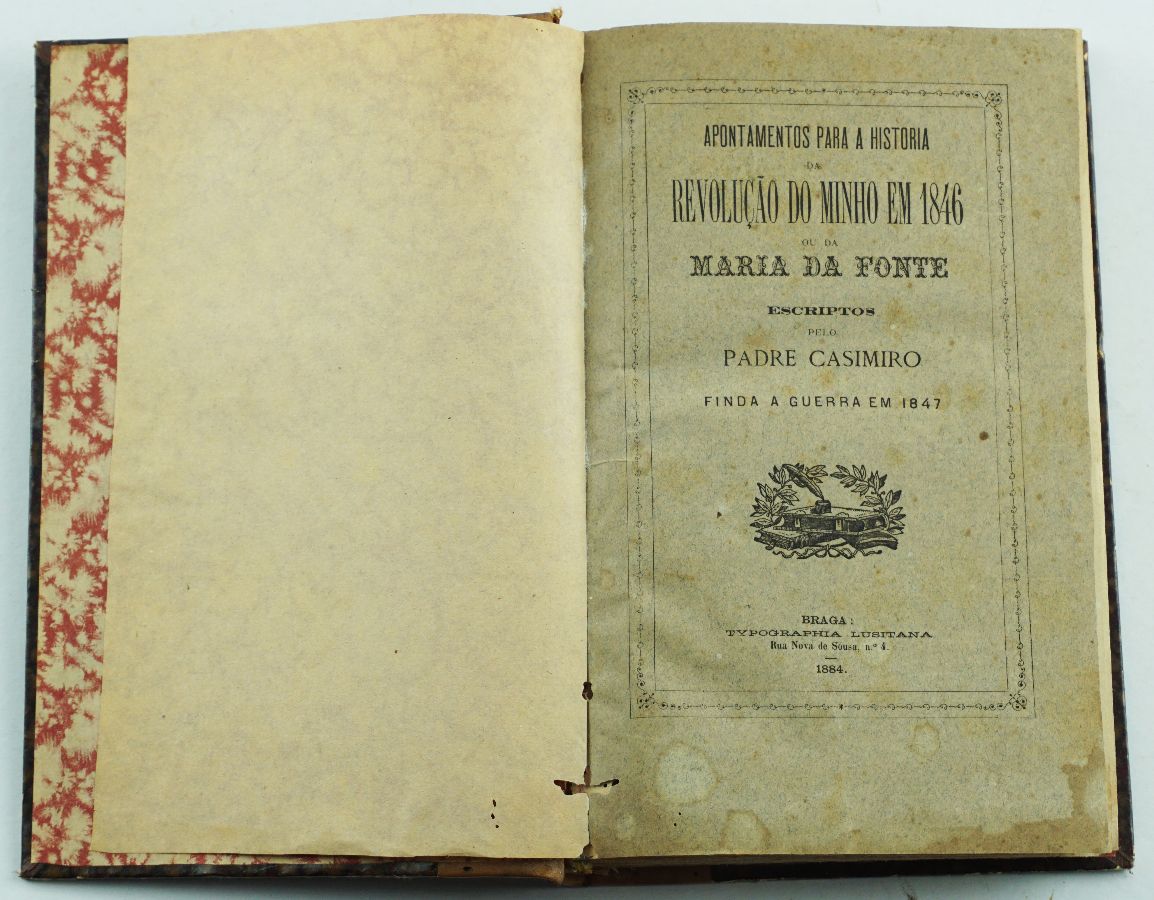 APONTAMENTOS PARA A HISTORIA
DA
REVOLUÇÃO DO MINHO EM 1846
OU DA
MARIA DA FONTE
ESCRIPTOS
PELO
PADRE CASIMIRO
FINDA A GUERRA EM 1847
BRAGA:
TYPOGRAPHIA LUSITANA
Rua Nova de Sousa, n.º 4.
1884.